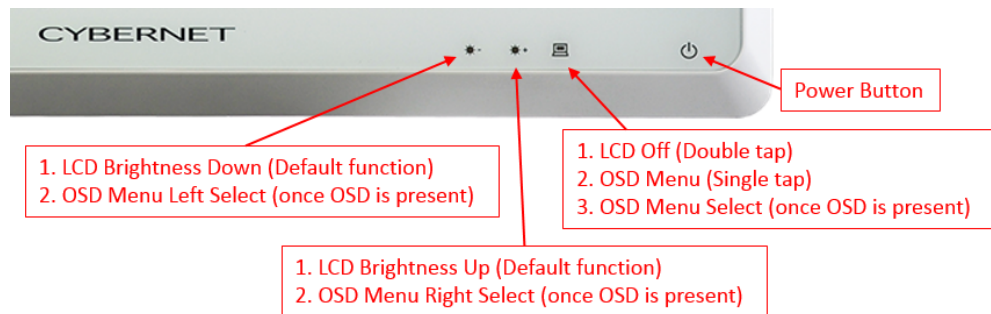 CYBERNET
Power Button
1. LCD Brightness Down (Default function)
2. OSD Menu Left Select (once OSD is present)
1. LCD Off (Double tap)
2. OSD Menu (Single tap)
3. OSD Menu Select (once OSD is present)
1. LCD Brightness Up (Default function)
2. OSD Menu Right Select (once OSD is present)